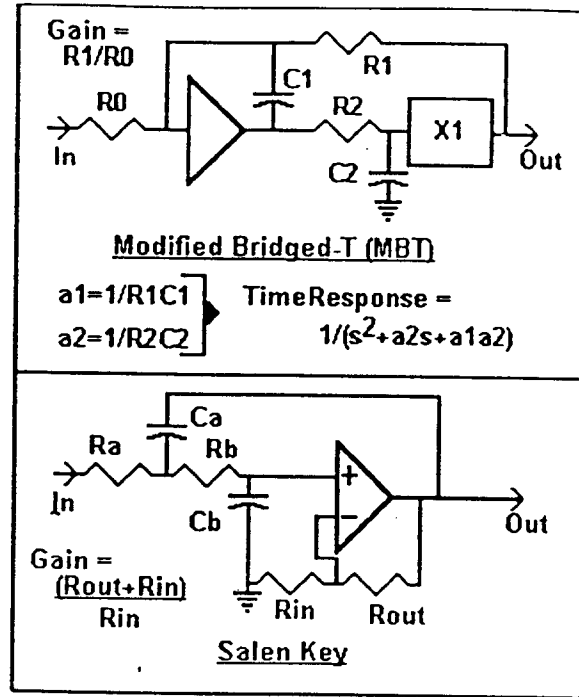 Gain =
R1/R0
R0
C1
R1
R2
X1
In
C2
Out
Modified Bridged-T (MBT)
a1=1/R1C1
a2=1/R2C2
TimeResponse =
1/(s²+a2s+a1a2)
Ca
Ra
Rb
+
−
In
Cb
Out
Gain =
(Rout+Rin)
Rin
Rin
Rout
Salen Key